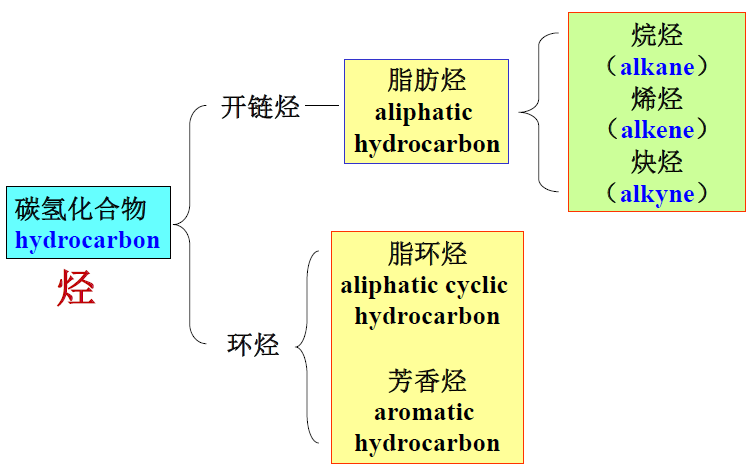 碳氢化合物
hydrocarbon
烃
开链烃
脂肪烃
aliphatic
hydrocarbon
烷烃
（alkane）
烯烃
（alkene）
炔烃
（alkyne）
环烃
脂环烃
aliphatic cyclic
hydrocarbon
芳香烃
aromatic
hydrocarbon